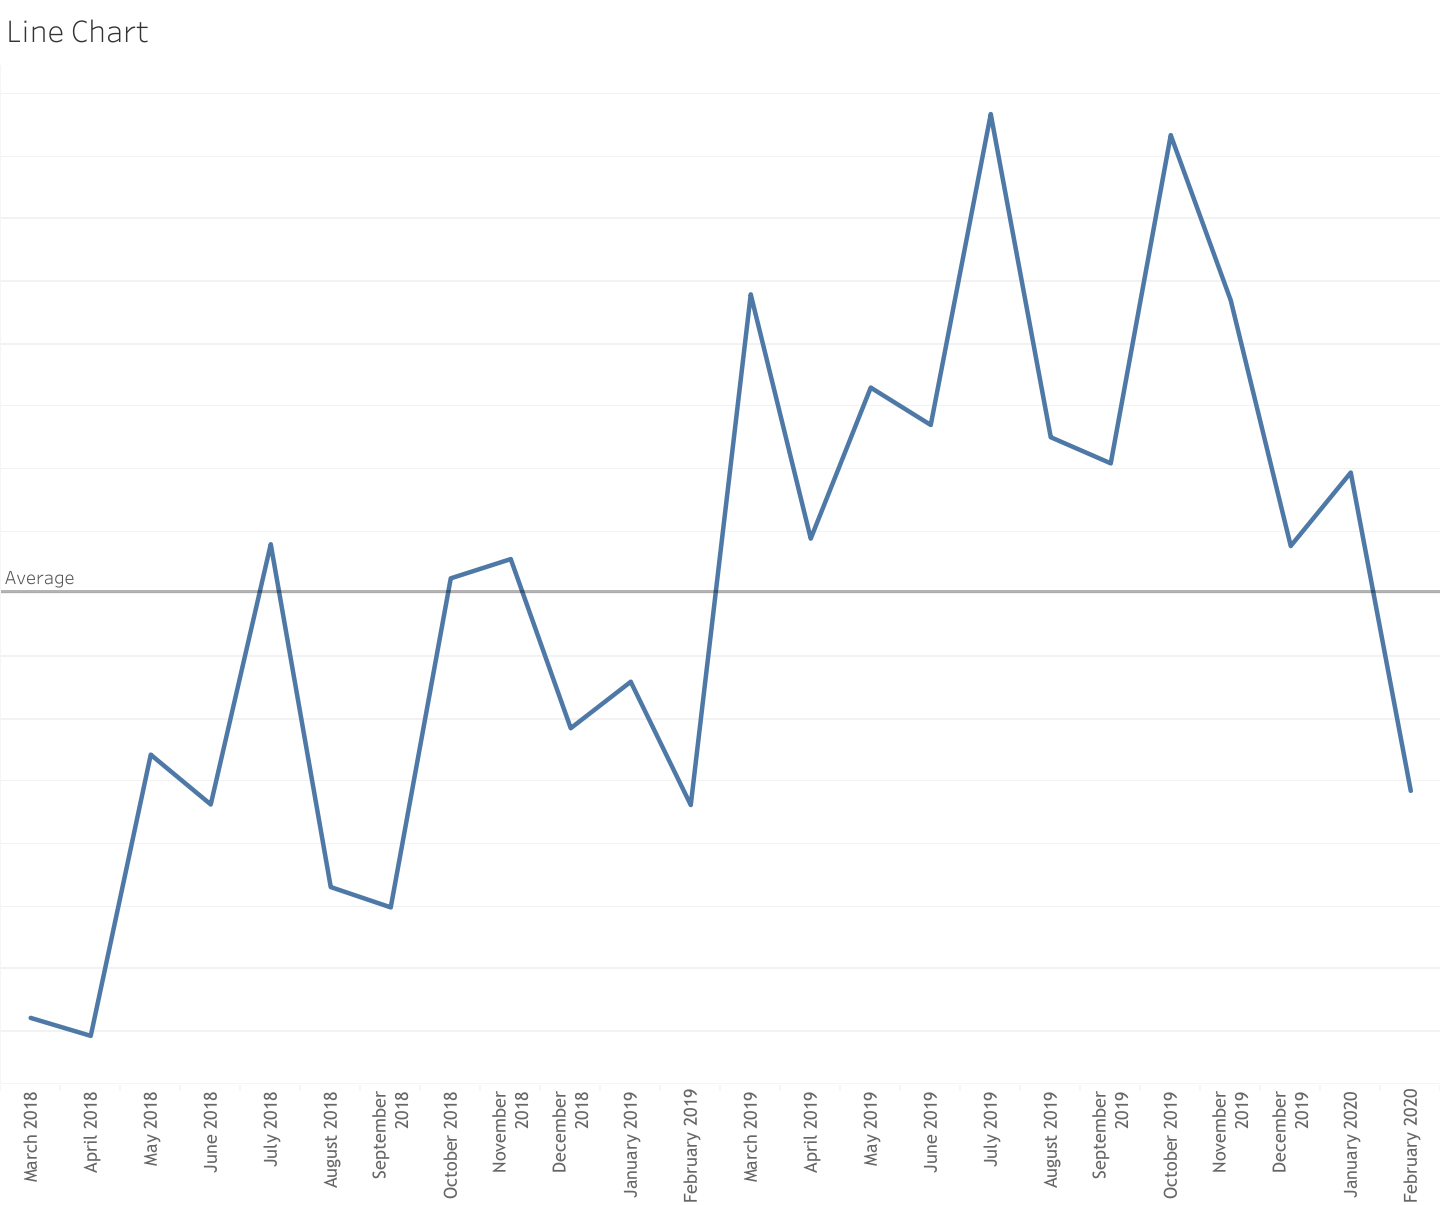 Line Chart
Average
March 2018
April 2018
May 2018
June 2018
July 2018
August 2018
September
2018
October 2018
November
2018
December
2018
January 2019
February 2019
March 2019
April 2019
May 2019
June 2019
July 2019
August 2019
September
2019
October 2019
November
2019
December
2019
January 2020
February 2020